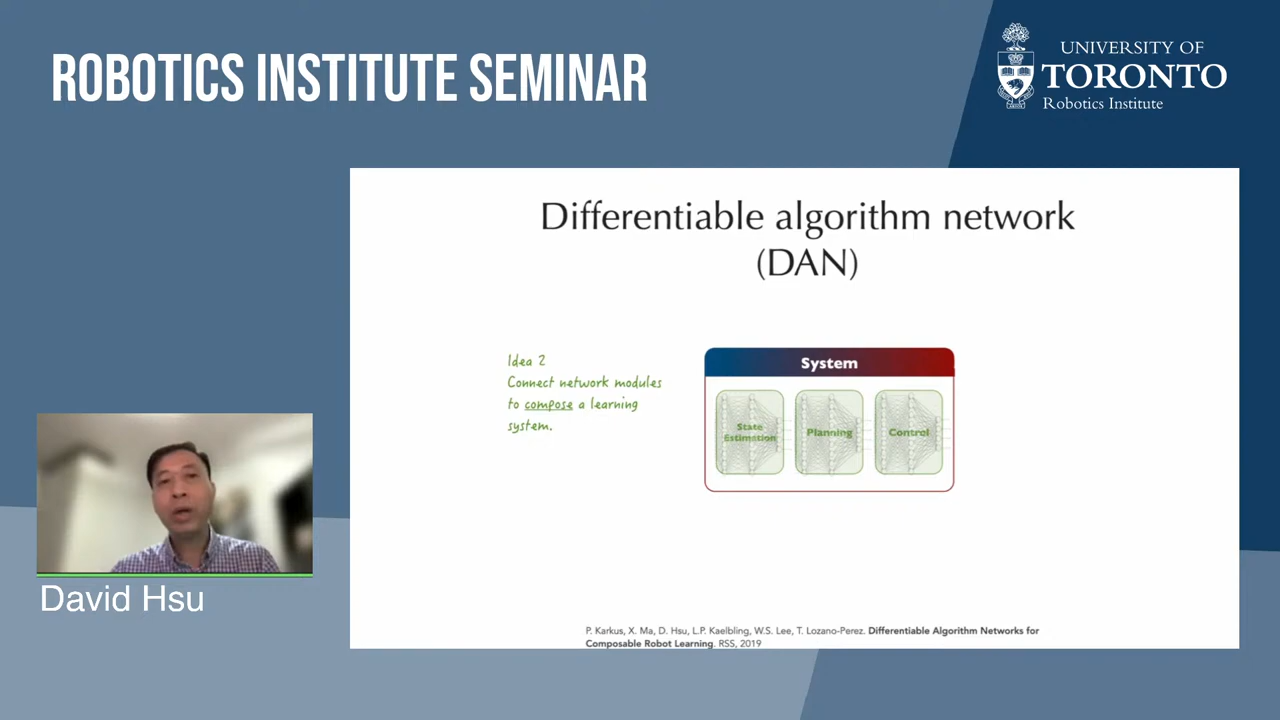 ROBOTICS INSTITUTE SEMINAR
UNIVERSITY OF
TORONTO
Robotics Institute
Differentiable algorithm network
(DAN)
Idea 2
Connect network modules
to compose a learning
system.
System
State
Estimation
Planning
Control
David Hsu
P. Karkus, X. Ma, D. Hsu, L.P. Kaelbling, W.S. Lee, T. Lozano-Perez. Differentiable Algorithm Networks for
Composable Robot Learning. RSS, 2019